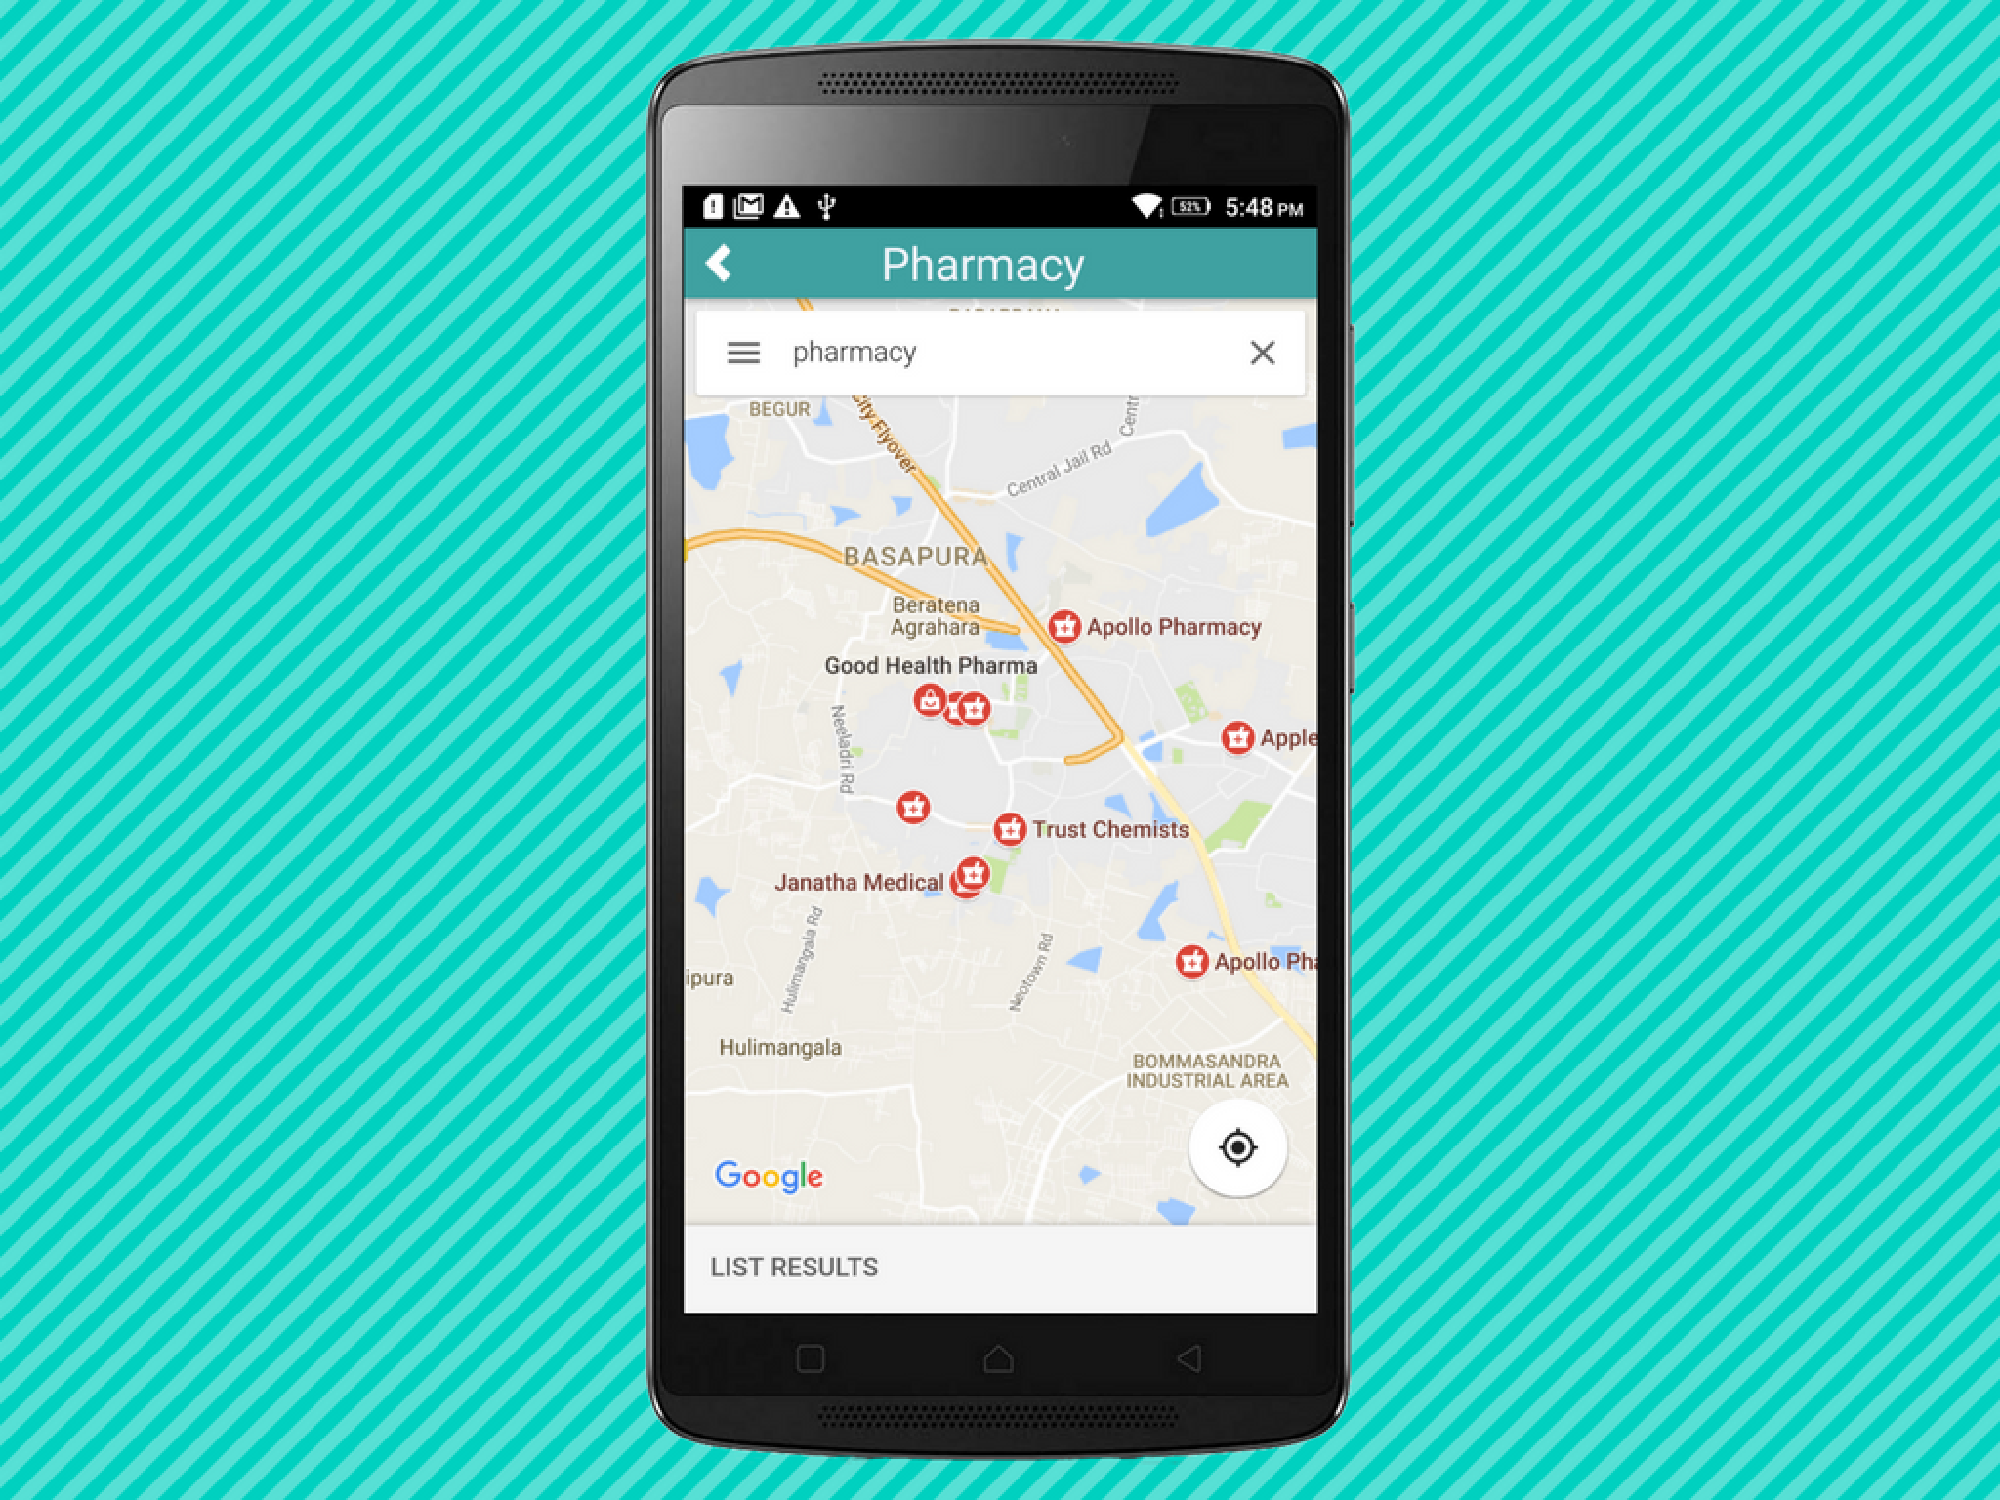 52%
5:48 PM
Pharmacy
pharmacy
BEGUR
City Flyover
Central Jail Rd
BASAPURA
Beratena
Agrahara
Apollo Pharmacy
Good Health Pharma
Neeladri Rd
Apple
Trust Chemists
Janatha Medical
Hulimangala Rd
Neotown Rd
Apollo Pha
ipura
Hulimangala
BOMMASANDRA
INDUSTRIAL AREA
Google
LIST RESULTS